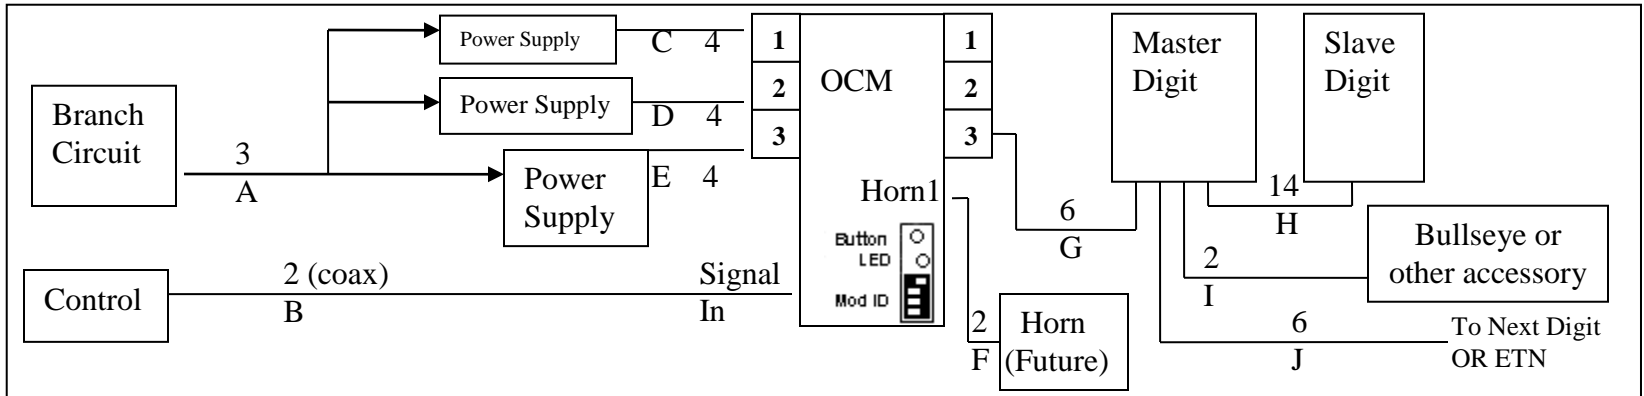 Power Supply
C 4
1
1
Master
Digit
Slave
Digit
Branch
Circuit
Power Supply
D 4
2
OCM
2
3
A
E 4
3
3
Power
Supply
Horn1
14
H
6
G
Button
LED
Mod ID
Bullseye or
other accessory
2
I
Control
2 (coax)
B
Signal
In
2
F
Horn
(Future)
6
J
To Next Digit
OR ETN